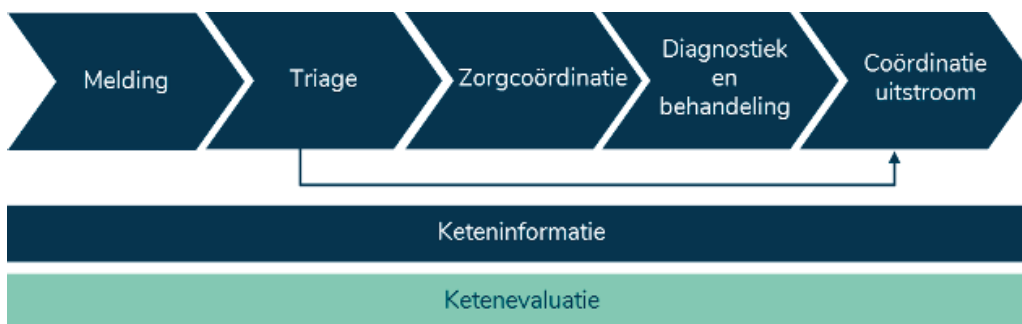 Melding
Triage
Zorgcoördinatie
Diagnostiek
en
behandeling
Coördinatie
uitstroom
Keteninformatie
Ketenevaluatie